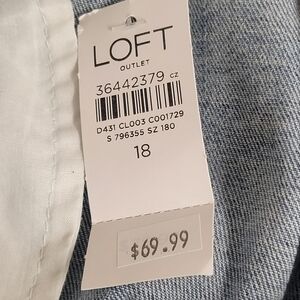 LOFT
OUTLET
36442379 CZ
D431 CL003 C001729
S 796355 SZ 180
18
$69.99